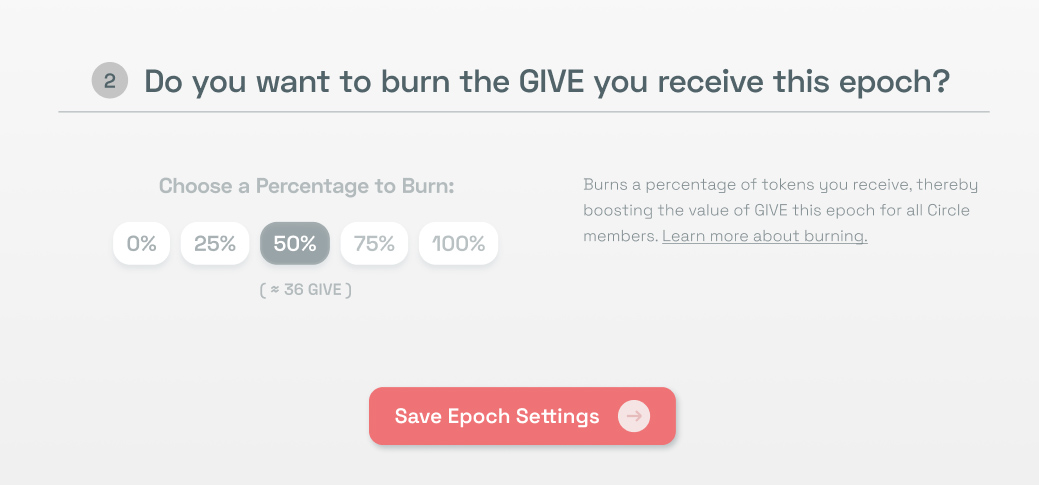 2 Do you want to burn the GIVE you receive this epoch?
Choose a Percentage to Burn:
0% 25% 50% 75% 100%
( ≈ 36 GIVE )
Burns a percentage of tokens you receive, thereby
boosting the value of GIVE this epoch for all Circle
members. Learn more about burning.
Save Epoch Settings